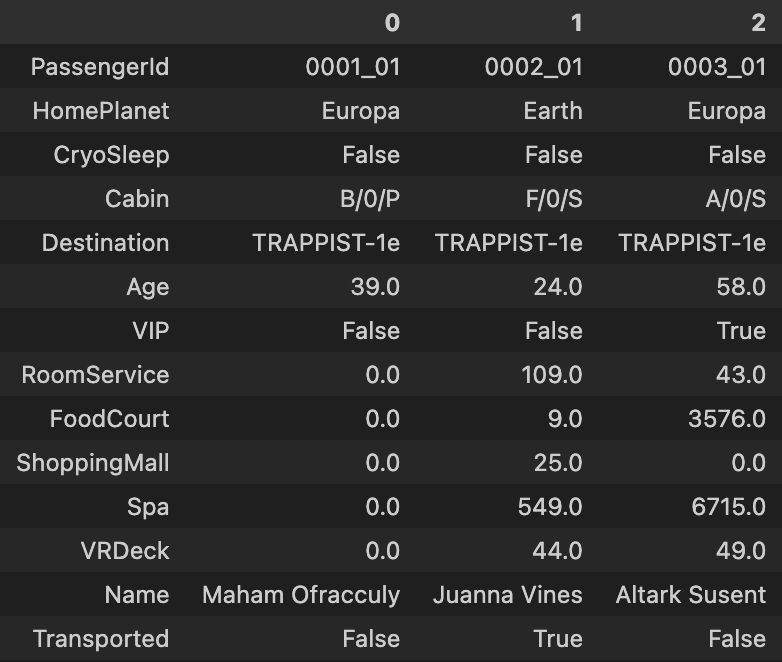 0 1 2
PassengerId 0001_01 0002_01 0003_01
HomePlanet Europa Earth Europa
CryoSleep False False False
Cabin B/0/P F/0/S A/0/S
Destination TRAPPIST-1e TRAPPIST-1e TRAPPIST-1e
Age 39.0 24.0 58.0
VIP False False True
RoomService 0.0 109.0 43.0
FoodCourt 0.0 9.0 3576.0
ShoppingMall 0.0 25.0 0.0
Spa 0.0 549.0 6715.0
VRDeck 0.0 44.0 49.0
Name Maham Ofracculy Juanna Vines Altark Susent
Transported False True False